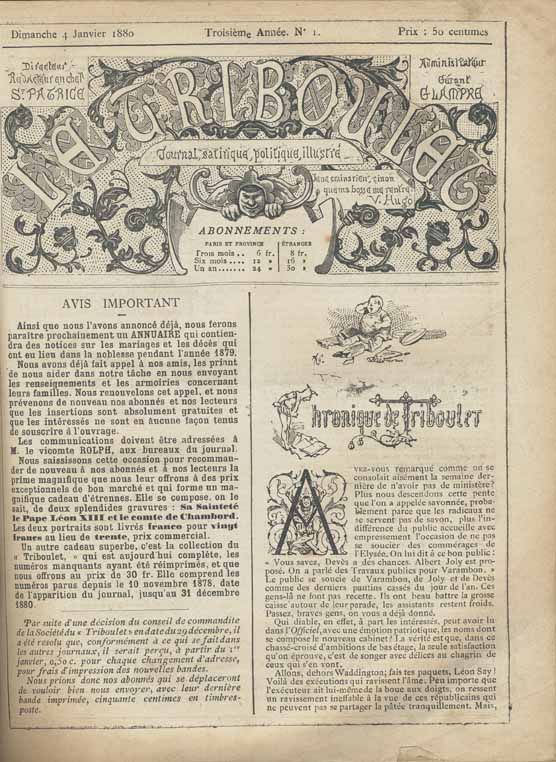 Dimanche 4 Janvier 1880
Troisième Année. N° 1.
Prix : 50 centimes
Directeur
Rédacteur en chef
St PATRICE
Administrateur
Gérant
G LAMPRE
LE TRIBOULET
Journal satirique, politique, illustré
V. Hugo
ABONNEMENTS :
PARIS ET PROVINCE ÉTRANGER
Trois mois .. 6 fr. 8 fr.
Six mois .... 12 » 16 »
Un an ....... 24 » 30 »
AVIS IMPORTANT
Ainsi que nous l'avons annoncé déjà, nous ferons
paraître prochainement un ANNUAIRE qui contien-
dra des notices sur les mariages et les décès qui
ont eu lieu dans la noblesse pendant l'année 1879.
Nous avons déjà fait appel à nos amis, les priant
de nous aider dans notre tâche en nous envoyant
les renseignements et les armoiries concernant
leurs familles. Nous renouvelons cet appel, et nous
prévenons de nouveau nos abonnés et nos lecteurs
que les insertions sont absolument gratuites et
que les intéressés ne sont en aucune façon tenus
de souscrire à l'ouvrage.
Les communications doivent être adressées à
M. le vicomte ROLPH, aux bureaux du journal.
Nous saisissons cette occasion pour recomman-
der de nouveau à nos abonnés et à nos lecteurs la
prime magnifique que nous leur offrons à des prix
exceptionnels de bon marché et qui forme un ma-
gnifique cadeau d'étrennes. Elle se compose, on le
sait, de deux splendides gravures : Sa Sainteté
le Pape Léon XIII et le comte de Chambord.
Les deux portraits sont livrés franco pour vingt
francs au lieu de trente, prix commercial.
Un autre cadeau superbe, c'est la collection du
« Triboulet, » qui est aujourd'hui complète, les
numéros manquants ayant été réimprimés, et que
nous offrons au prix de 30 fr. Elle comprend les
numéros parus depuis le 10 novembre 1878, date
de l'apparition du journal, jusqu'au 31 décembre
1880.
Par suite d'une décision du conseil de commandite
de la Société du « Triboulet » en date du 29 décembre, il
a été résolu que, conformément à ce qui se fait dans
les autres journaux, il serait perçu, à partir du 1er
janvier, 0,50 c. pour chaque changement d'adresse,
pour frais d'impression des nouvelles bandes.
Nous prions donc nos abonnés qui se déplaceront
de vouloir bien nous envoyer, avec leur dernière
bande imprimée, cinquante centimes en timbres-
poste.
Chronique de Triboulet
AVEZ-VOUS remarqué comme on se
consolait aisément la semaine der-
nière de n'avoir pas de ministère?
Plus nous descendons cette pente
que l'on a appelée savonnée, proba-
blement parce que les radicaux ne
se servent pas de savon, plus l'in-
différence du public accueille avec
empressement l'occasion de ne pas
se soucier des commérages de
l'Elysée. On lui dit à ce bon public :
« Vous savez, Devès a des chances. Albert Joly est pro-
posé. On a parlé des Travaux publics pour Varambon. »
Le public se soucie de Varambon, de Joly et de Devès
comme des derniers pantins cassés du jour de l'an. Ces
gens-là ne font pas recette. Ils ont beau battre la grosse
caisse autour de leur parade, les assistants restent froids.
Passez, braves gens, on vous a déjà donné.
Qui diable, en effet, à part les intéressés, peut avoir lu
dans l'Officiel, avec une émotion patriotique, les noms dont
se compose le nouveau cabinet? La vérité est que, dans ce
chassé-croisé d'ambitions de bas étage, la seule satisfaction
qu'on éprouve, c'est de songer avec délices au chagrin de
ceux qui s'en vont.
Allons, dehors Waddington; fais tes paquets, Léon Say!
Voilà des exécutions qui ravissent l'âme. Peu importe que
l'exécuteur ait lui-même de la boue aux doigts, on ressent
un ravissement ineffable à la vue de ces républicains qui
ne peuvent pas se partager la pâtée tranquillement. Mais,